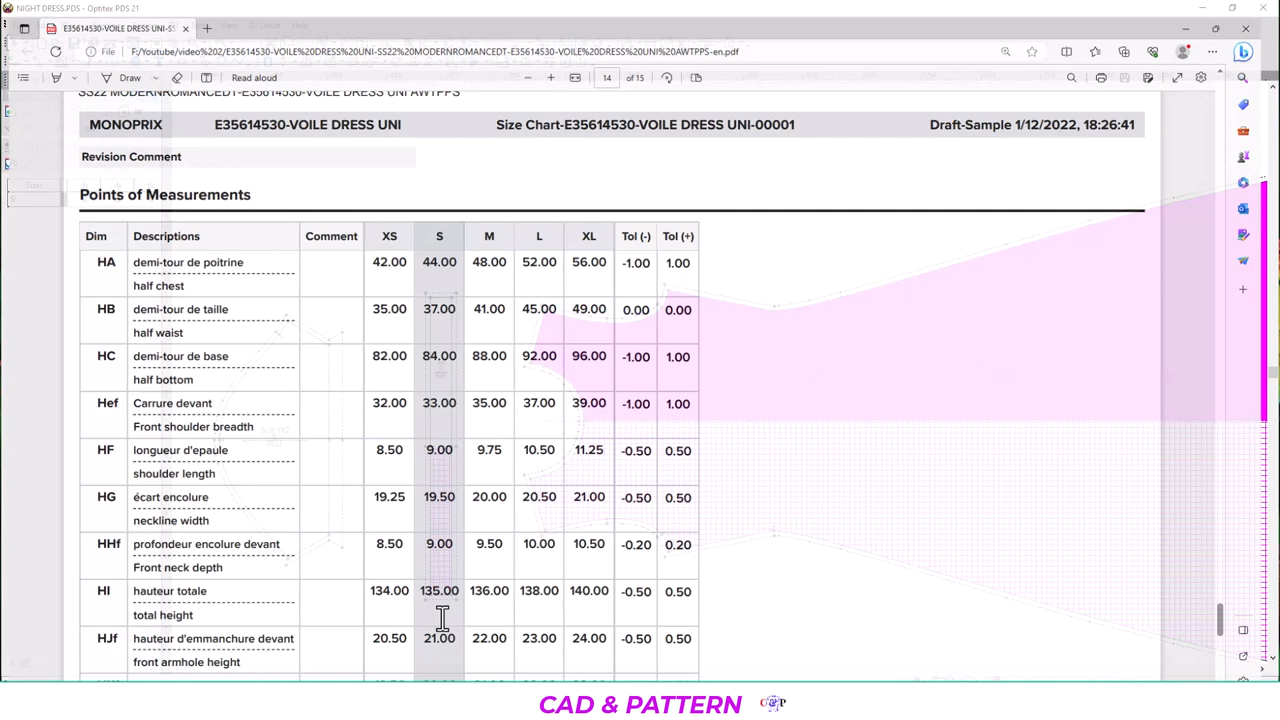 NIGHT DRESS.PDS - Optitex PDS 21
E35614530-VOILE DRESS UNI-SS
File F:/Youtube/video%202/E35614530-VOILE%20DRESS%20UNI-SS22%20MODERNROMANCEDT-E35614530-VOILE%20DRESS%20UNI%20AWTPPS-en.pdf
Draw Read aloud 14 of 15
SS22 MODERNROMANCEDT-E35614530-VOILE DRESS UNI AWTPPS
MONOPRIX E35614530-VOILE DRESS UNI Size Chart-E35614530-VOILE DRESS UNI-00001 Draft-Sample 1/12/2022, 18:26:41
Revision Comment
Points of Measurements
Dim Descriptions Comment XS S M L XL Tol (-) Tol (+)
HA demi-tour de poitrine 42.00 44.00 48.00 52.00 56.00 -1.00 1.00
half chest
HB demi-tour de taille 35.00 37.00 41.00 45.00 49.00 0.00 0.00
half waist
HC demi-tour de base 82.00 84.00 88.00 92.00 96.00 -1.00 1.00
half bottom
Hef Carrure devant 32.00 33.00 35.00 37.00 39.00 -1.00 1.00
Front shoulder breadth
HF longueur d'epaule 8.50 9.00 9.75 10.50 11.25 -0.50 0.50
shoulder length
HG écart encolure 19.25 19.50 20.00 20.50 21.00 -0.50 0.50
neckline width
HHf profondeur encolure devant 8.50 9.00 9.50 10.00 10.50 -0.20 0.20
Front neck depth
HI hauteur totale 134.00 135.00 136.00 138.00 140.00 -0.50 0.50
total height
HJf hauteur d'emmanchure devant 20.50 21.00 22.00 23.00 24.00 -0.50 0.50
front armhole height
CAD & PATTERN C&P